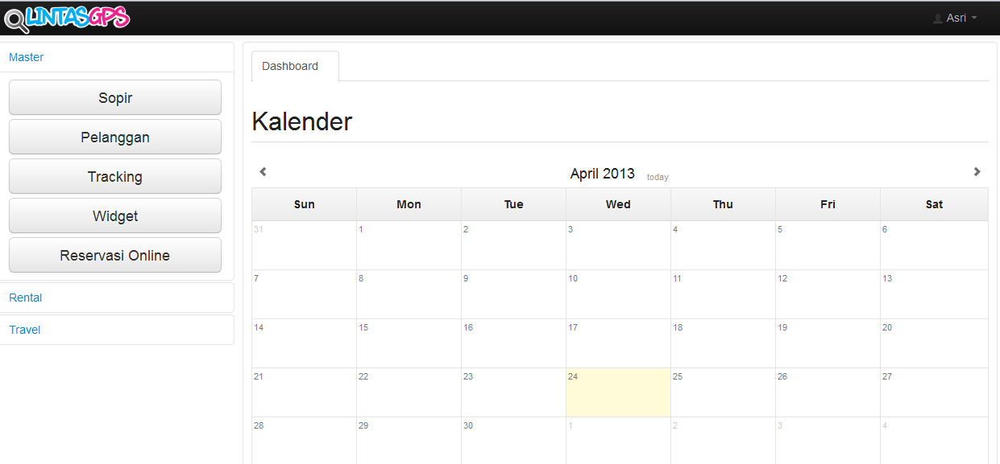 LINTASGPS
Asri
Master
Sopir
Pelanggan
Tracking
Widget
Reservasi Online
Rental
Travel
Dashboard
Kalender
April 2013 today
Sun Mon Tue Wed Thu Fri Sat
31 1 2 3 4 5 6
7 8 9 10 11 12 13
14 15 16 17 18 19 20
21 22 23 24 25 26 27
28 29 30 1 2 3 4